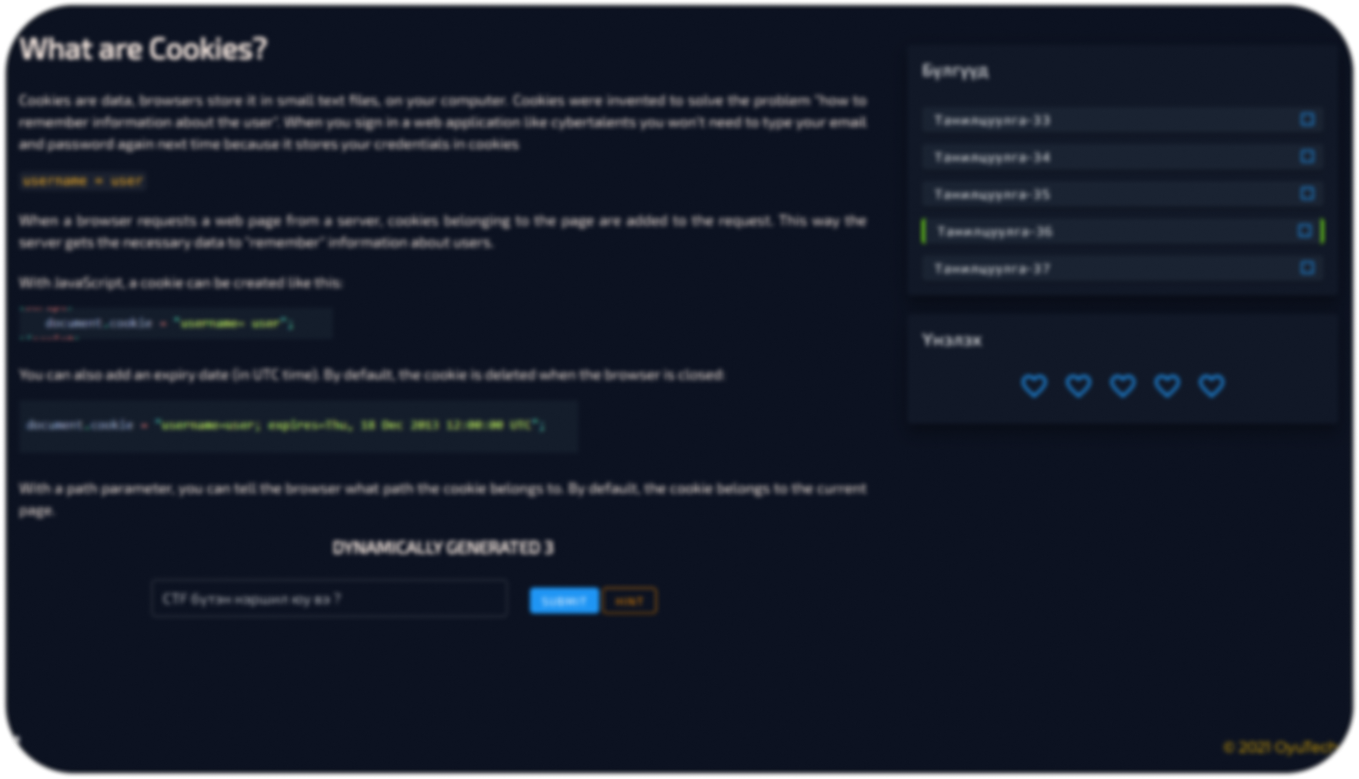 What are Cookies?
Cookies are data, browsers store it in small text files, on your computer. Cookies were invented to solve the problem "how to
remember information about the user". When you sign in a web application like cybertalents you won't need to type your email
and password again next time because it stores your credentials in cookies
username = user
When a browser requests a web page from a server, cookies belonging to the page are added to the request. This way the
server gets the necessary data to "remember" information about users.
With JavaScript, a cookie can be created like this:
document.cookie = "username= user";
You can also add an expiry date (in UTC time). By default, the cookie is deleted when the browser is closed:
document.cookie = "username=user; expires=Thu, 18 Dec 2013 12:00:00 UTC";
With a path parameter, you can tell the browser what path the cookie belongs to. By default, the cookie belongs to the current
page.
DYNAMICALLY GENERATED 3
CTF бүтэн нэршил юу вэ ?
SUBMIT
HINT
Бүлгүүд
Танилцуулга-33
Танилцуулга-34
Танилцуулга-35
Танилцуулга-36
Танилцуулга-37
Үнэлэх
© 2021 OyuTech